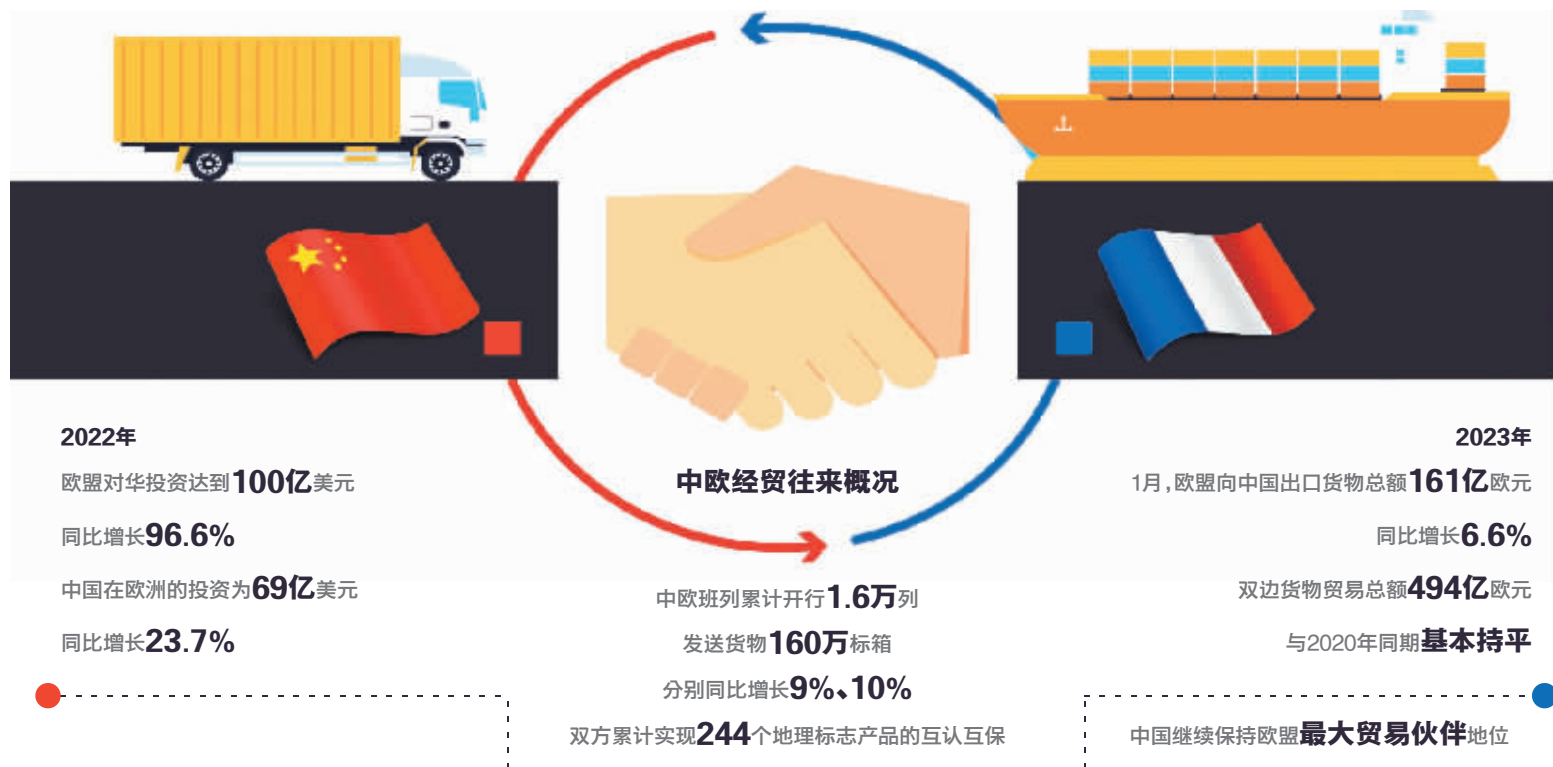 2022年
欧盟对华投资达到100亿美元
同比增长96.6%
中国在欧洲的投资为69亿美元
同比增长23.7%
中欧经贸往来概况
中欧班列累计开行1.6万列
发送货物160万标箱
分别同比增长9%、10%
双方累计实现244个地理标志产品的互认互保
2023年
1月,欧盟向中国出口货物总额161亿欧元
同比增长6.6%
双边货物贸易总额494亿欧元
与2020年同期基本持平
中国继续保持欧盟最大贸易伙伴地位